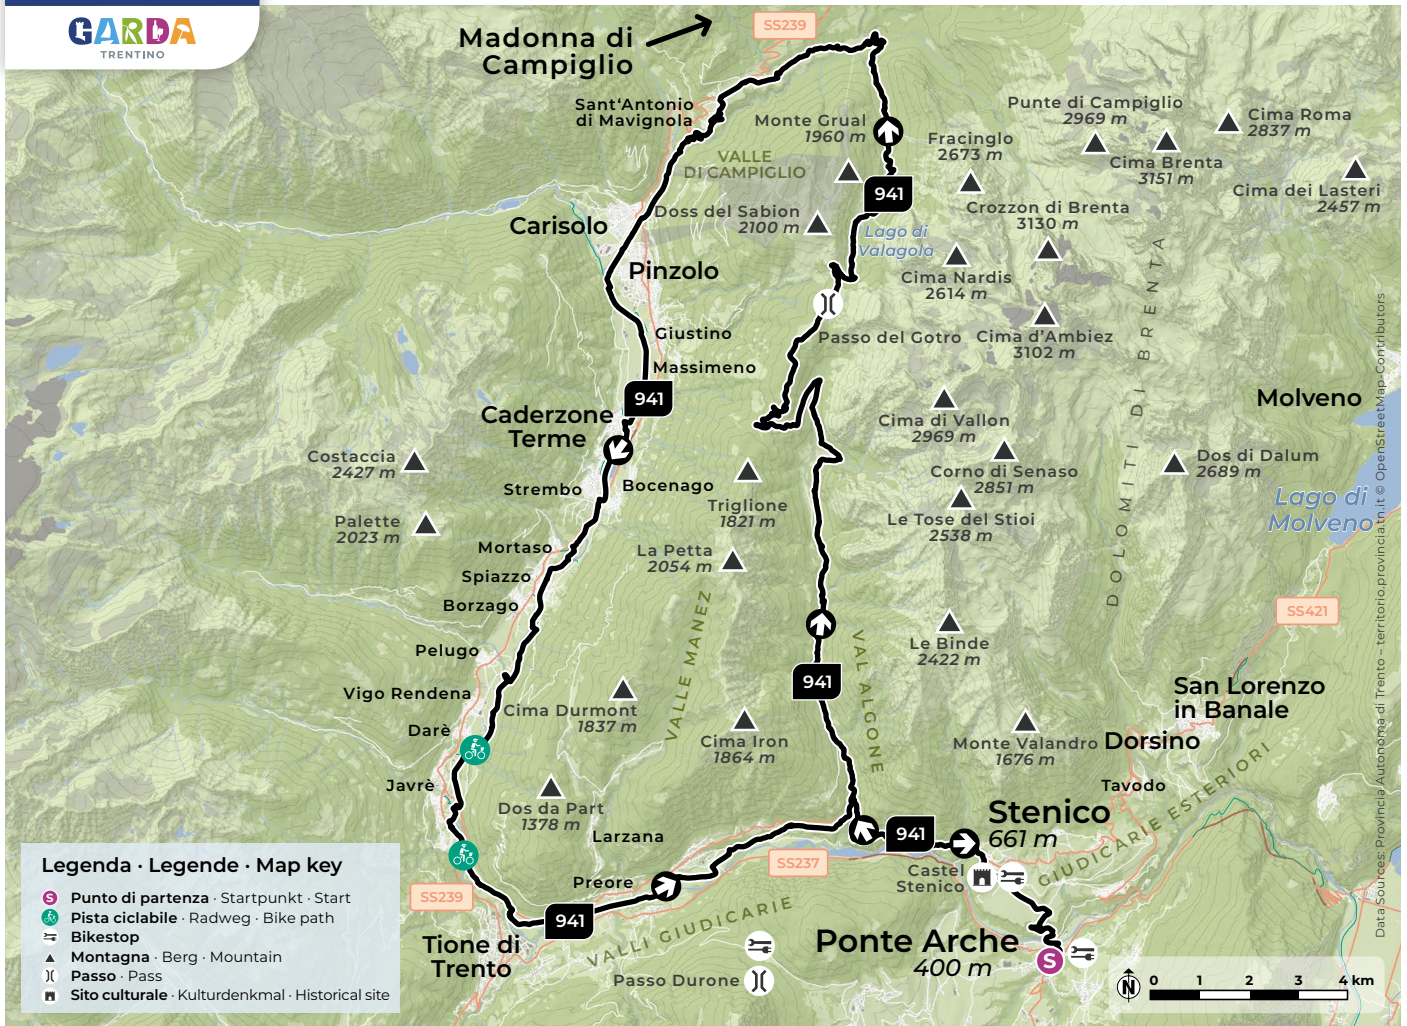 GARDA
TRENTINO
Madonna di
Campiglio
SS239
Sant'Antonio
di Mavignola
Monte Grual
1960 m
VALLE
DI CAMPIGLIO
Fracinglo
2673 m
Punte di Campiglio
2969 m
Cima Roma
2837 m
Cima Brenta
3151 m
Cima dei Lasteri
2457 m
941
Doss del Sabion
2100 m
Crozzon di Brenta
3130 m
Lago di
Valagola
Carisolo
Pinzolo
Cima Nardis
2614 m
Giustino
Passo del Gotro
Cima d'Ambiez
3102 m
Massimeno
DOLOMITI DI BRENTA
941
Molveno
Caderzone
Terme
Cima di Vallon
2969 m
Costaccia
2427 m
Corno di Senaso
2851 m
Dos di Dalum
2689 m
Strembo
Bocenago
Triglione
1821 m
Lago di
Molveno
Palette
2023 m
Le Tose del Stioi
2538 m
Mortaso
La Petta
2054 m
Spiazzo
Borzago
SS421
Pelugo
VALLE MANEZ
VAL ALGONE
Le Binde
2422 m
Vigo Rendena
941
San Lorenzo
in Banale
Cima Durmont
1837 m
Darè
Cima Iron
1864 m
Monte Valandro
1676 m
Dorsino
Javrè
Tavodo
Dos da Part
1378 m
Larzana
Stenico
661 m
941
GIUDICARIE ESTERIORI
SS237
Castel
Stenico
Preore
SS239
941
VALLI GIUDICARIE
Tione di
Trento
Ponte Arche
400 m
S
Passo Durone
Legenda · Legende · Map key
S Punto di partenza · Startpunkt · Start
Pista ciclabile · Radweg · Bike path
Bikestop
Montagna · Berg · Mountain
Passo · Pass
Sito culturale · Kulturdenkmal · Historical site
N
0 1 2 3 4 km
Data Sources: Provincia Autonoma di Trento – territorio.provincia.tn.it © OpenStreetMap-Contributors